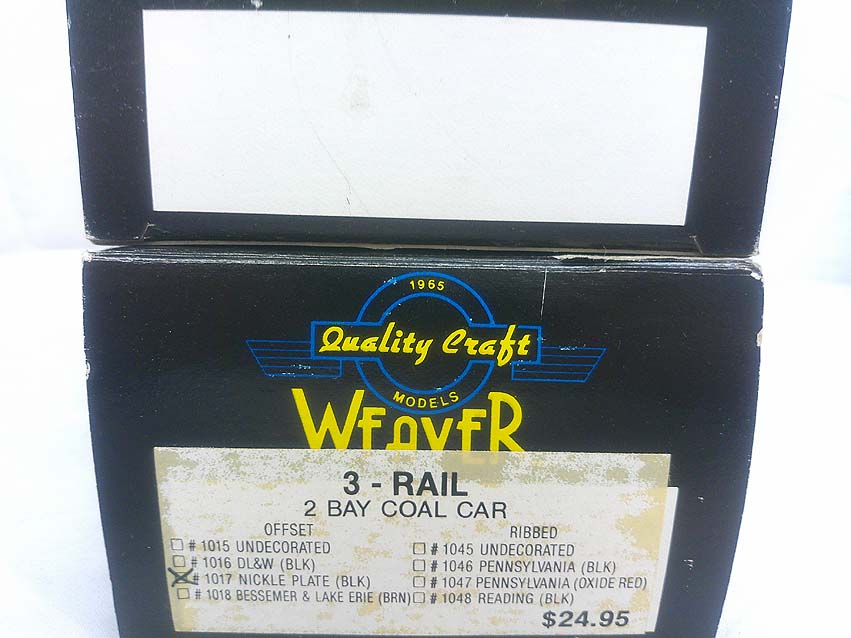 1965
Quality Craft
MODELS
WEAVER
3 - RAIL
2 BAY COAL CAR
OFFSET RIBBED
# 1015 UNDECORATED # 1045 UNDECORATED
# 1016 DL&W (BLK) # 1046 PENNSYLVANIA (BLK)
# 1017 NICKLE PLATE (BLK) # 1047 PENNSYLVANIA (OXIDE RED)
# 1018 BESSEMER & LAKE ERIE (BRN) # 1048 READING (BLK)
$24.95